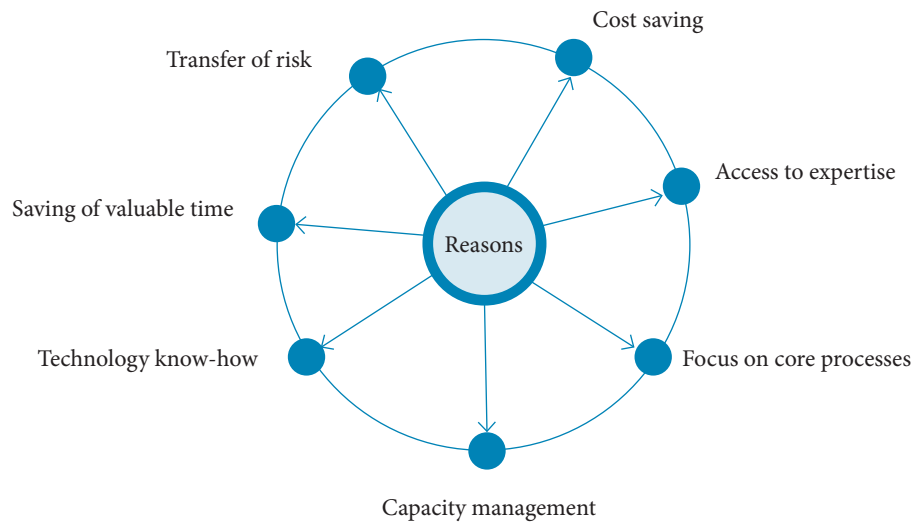 Cost saving
Transfer of risk
Access to expertise
Saving of valuable time
Reasons
Technology know-how
Focus on core processes
Capacity management